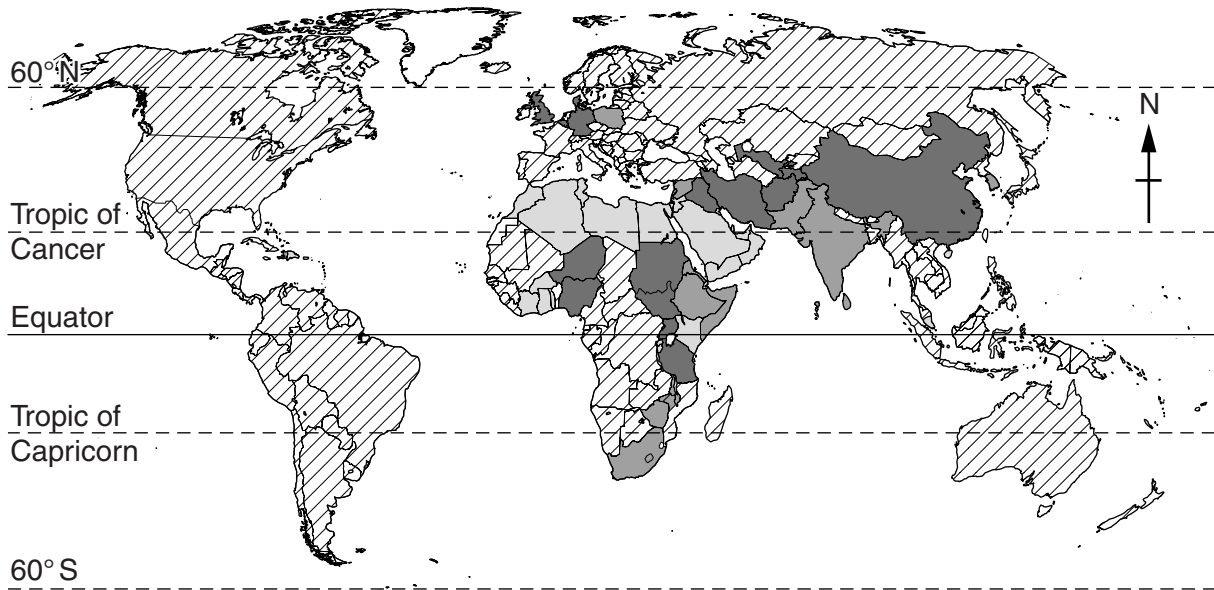 60° N
N
Tropic of
Cancer
Equator
Tropic of
Capricorn
60° S